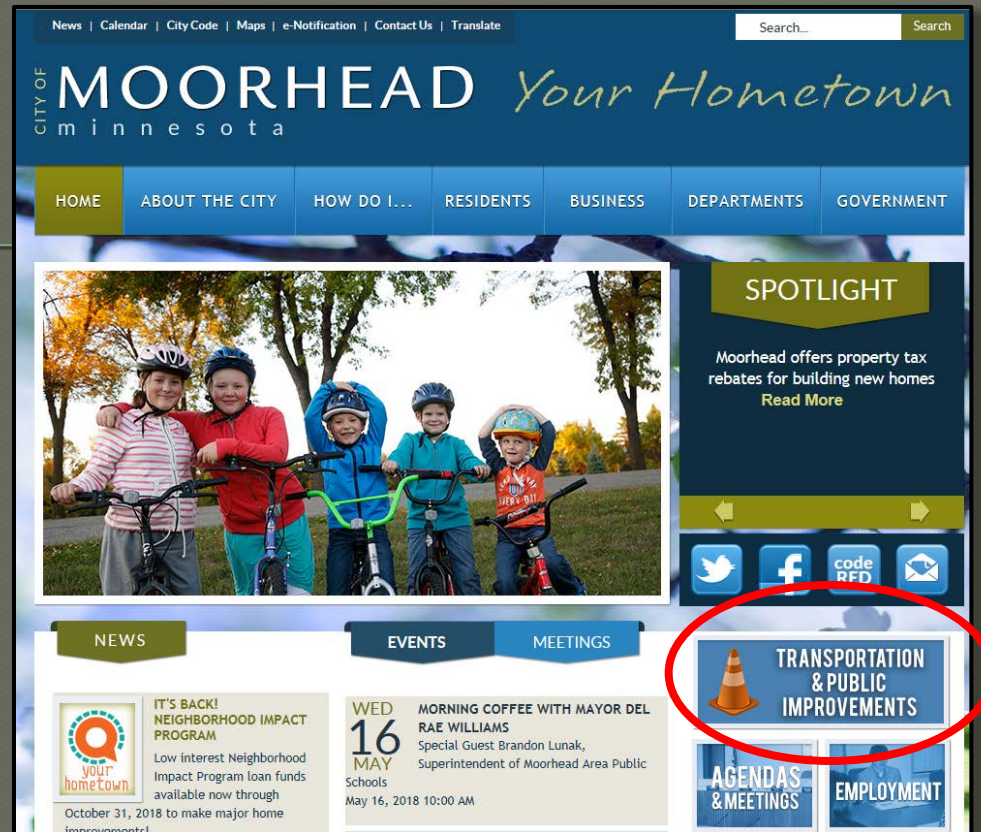 News | Calendar | City Code | Maps | e-Notification | Contact Us | Translate
Search...
Search
CITY OF
MOORHEAD
minnesota
Your Hometown
HOME
ABOUT THE CITY
HOW DO I...
RESIDENTS
BUSINESS
DEPARTMENTS
GOVERNMENT
SPOTLIGHT
Moorhead offers property tax
rebates for building new homes
Read More
code
RED
NEWS
EVENTS
MEETINGS
IT'S BACK!
NEIGHBORHOOD IMPACT
PROGRAM
Low interest Neighborhood
Impact Program loan funds
available now through
October 31, 2018 to make major home
improvements!
your
hometown
WED
16
MAY
MORNING COFFEE WITH MAYOR DEL
RAE WILLIAMS
Special Guest Brandon Lunak,
Superintendent of Moorhead Area Public
Schools
May 16, 2018 10:00 AM
TRANSPORTATION
& PUBLIC
IMPROVEMENTS
AGENDAS
& MEETINGS
EMPLOYMENT